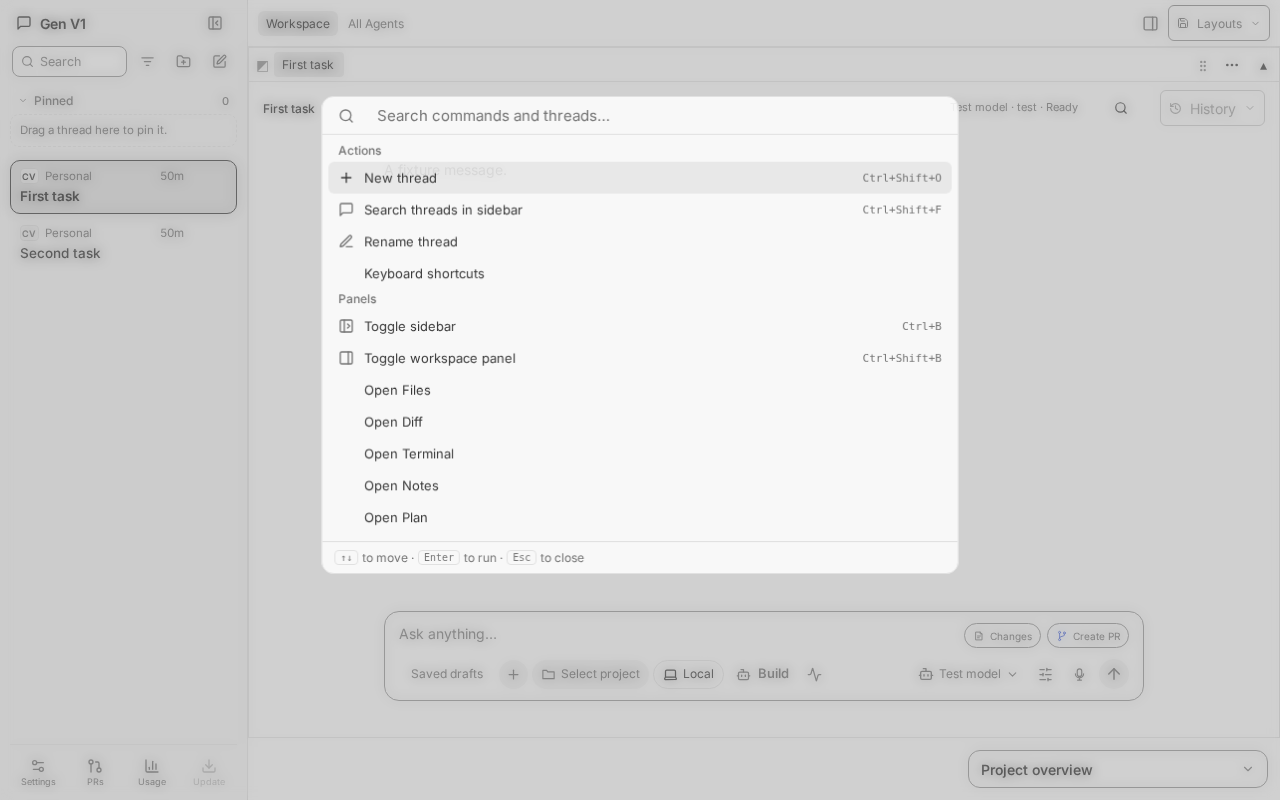 Gen V1
Workspace
All Agents
Layouts
Search
First task
Pinned
0
Drag a thread here to pin it.
First task
est model · test · Ready
History
cv Personal 50m
First task
cv Personal 50m
Second task
Search commands and threads...
Actions
A fixture message.
New thread Ctrl+Shift+O
Search threads in sidebar Ctrl+Shift+F
Rename thread
Keyboard shortcuts
Panels
Toggle sidebar Ctrl+B
Toggle workspace panel Ctrl+Shift+B
Open Files
Open Diff
Open Terminal
Open Notes
Open Plan
↑↓ to move · Enter to run · Esc to close
Ask anything...
Changes
Create PR
Saved drafts
Select project
Local
Build
Test model
Settings
PRs
Usage
Update
Project overview